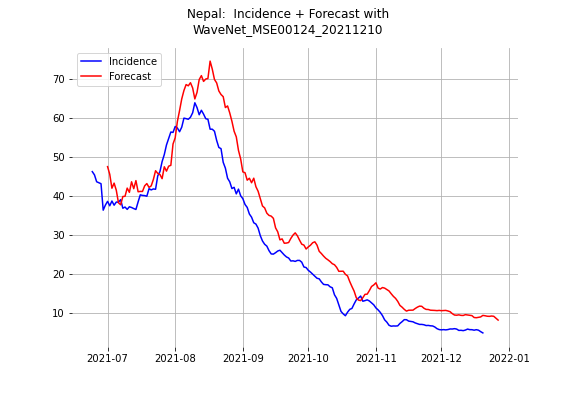 Nepal:  Incidence + Forecast with
WaveNet_MSE00124_20211210
Incidence
Forecast
70
60
50
40
30
20
10
2021-07 2021-08 2021-09 2021-10 2021-11 2021-12 2022-01